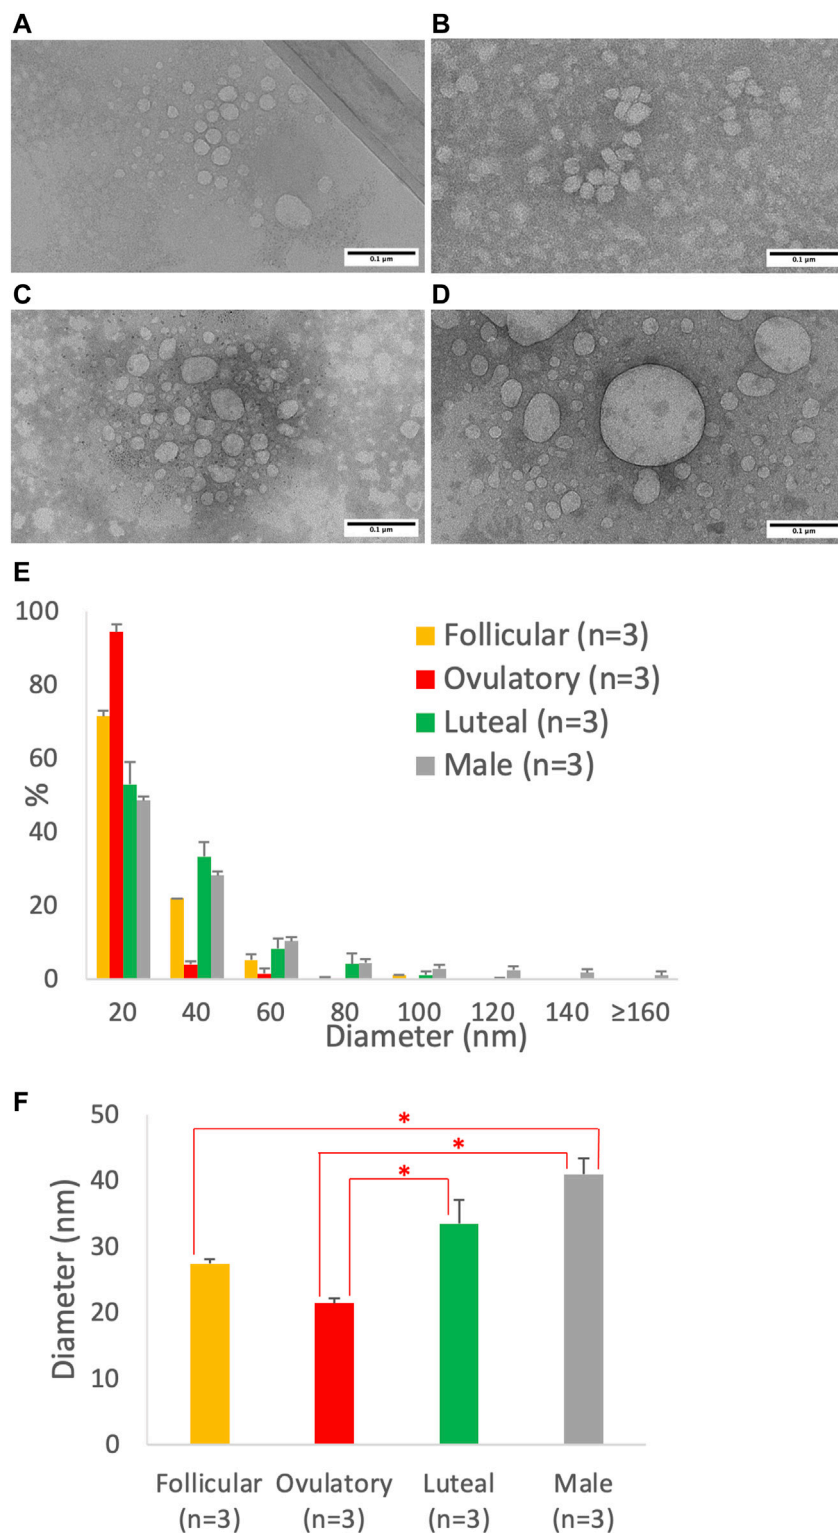 A
B
0.1 μm
0.1 μm
C
D
0.1 μm
0.1 μm
E
100
80
60
40
20
0
%
Follicular (n=3)
Ovulatory (n=3)
Luteal (n=3)
Male (n=3)
20 40 60 80 100 120 140 ≥160
Diameter (nm)
F
50
40
30
20
10
0
Diameter (nm)
*
*
*
Follicular Ovulatory Luteal Male
(n=3) (n=3) (n=3) (n=3)